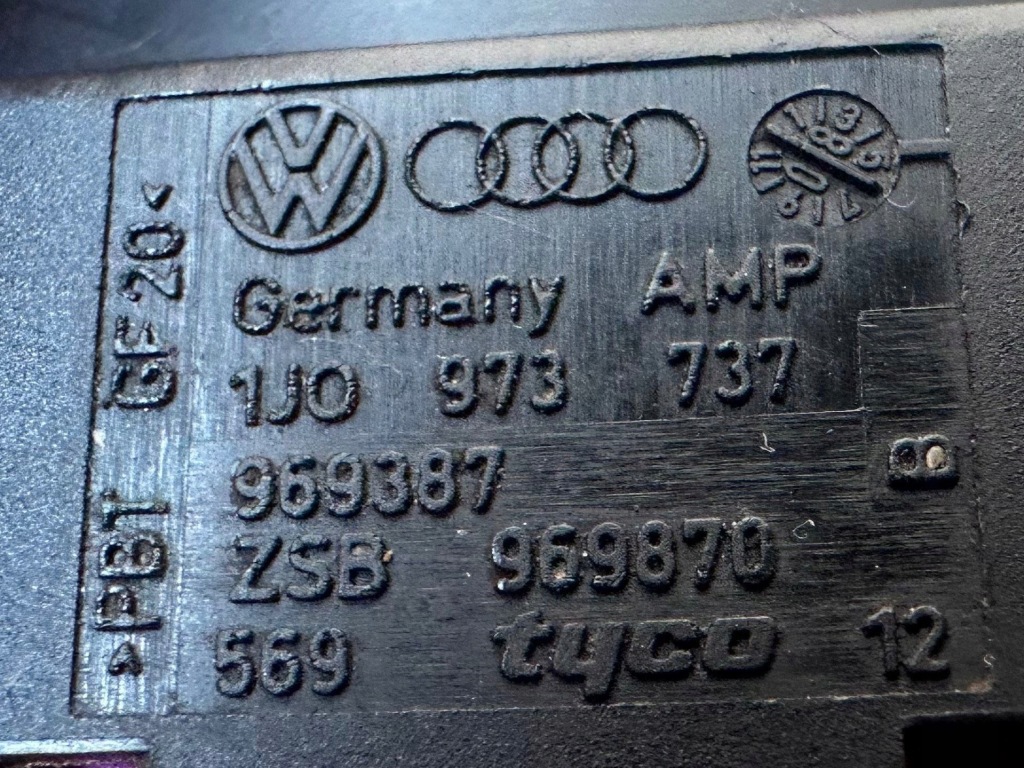 Germany AMP
1J0 973 737
969387
B
ZSB 969870
569 tyco 12
>PBT GF20<